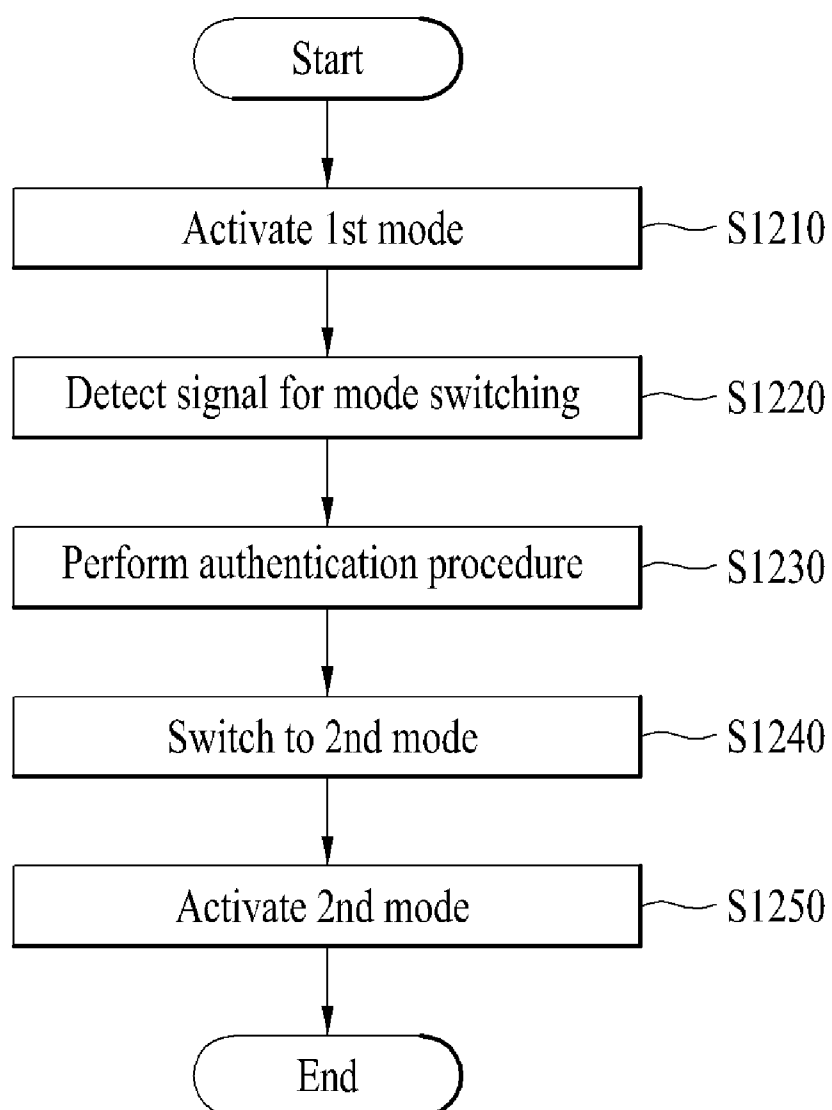 Start
Activate 1st mode
S1210
Detect signal for mode switching
S1220
Perform authentication procedure
S1230
Switch to 2nd mode
S1240
Activate 2nd mode
S1250
End